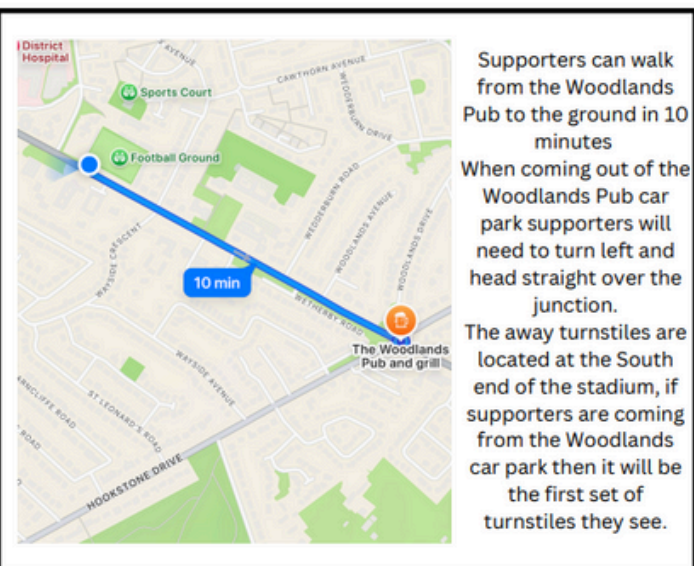 District
Hospital
AVENUE
Sports Court
CAWTHORN AVENUE
WEDDERBURN DRIVE
Football Ground
WEDDERBURN ROAD
WOODLANDS AVENUE
WOODLANDS DRIVE
WAYSIDE CRESCENT
10 min
WETHERBY ROAD
The Woodlands
Pub and grill
WAYSIDE AVENUE
ARNCLIFFE ROAD
ROAD
ST LEONARD'S ROAD
HOOKSTONE DRIVE
Supporters can walk
from the Woodlands
Pub to the ground in 10
minutes
When coming out of the
Woodlands Pub car
park supporters will
need to turn left and
head straight over the
junction.
The away turnstiles are
located at the South
end of the stadium, if
supporters are coming
from the Woodlands
car park then it will be
the first set of
turnstiles they see.